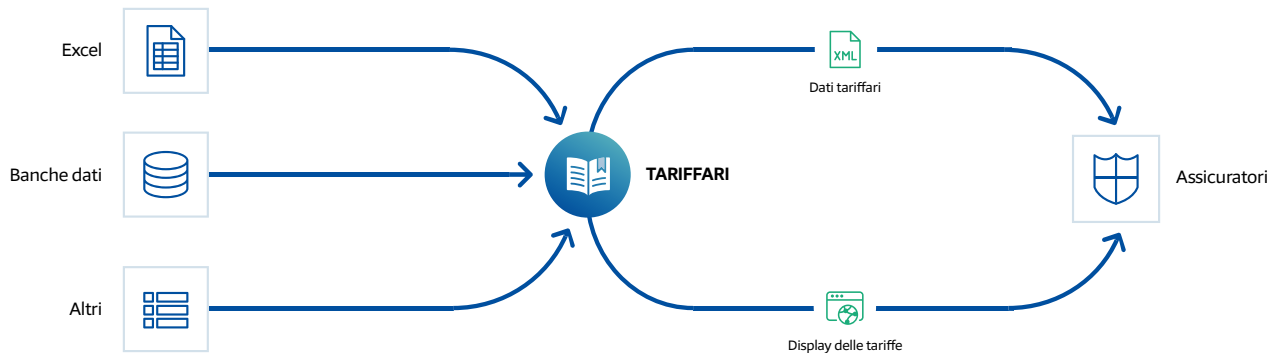 Excel
XML
Dati tariffari
Banche dati
TARIFFARI
Assicuratori
Altri
Display delle tariffe